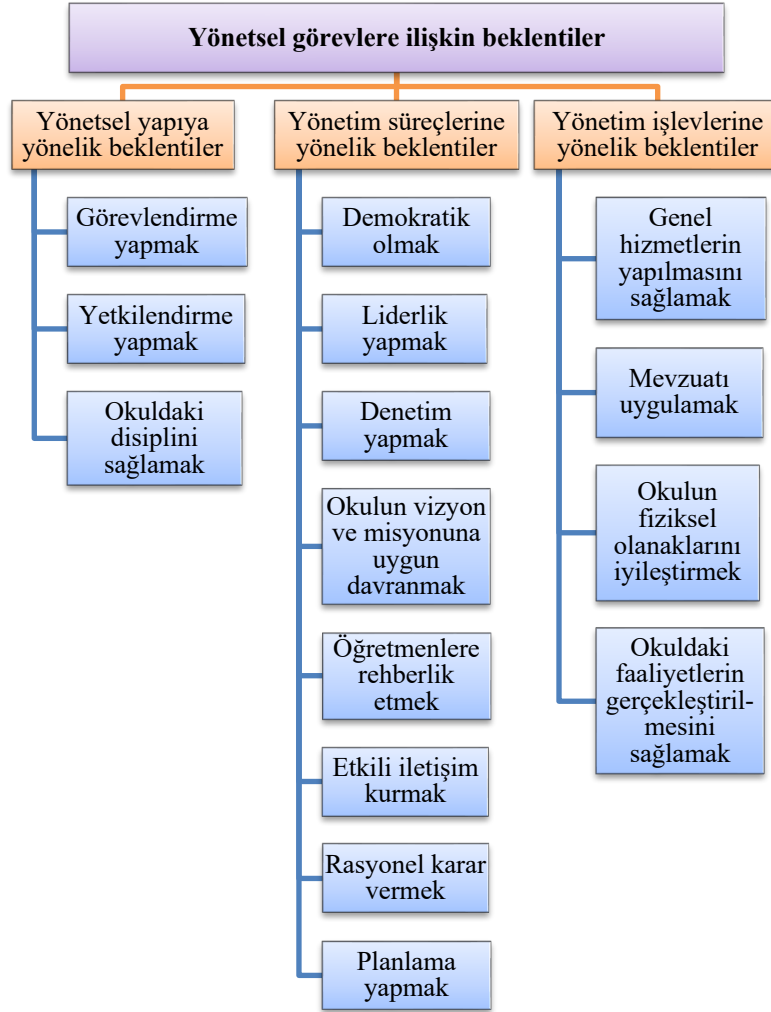 Yönetsel görevlere ilişkin beklentiler
Yönetsel yapıya
yönelik beklentiler
Görevlendirme
yapmak
Yetkilendirme
yapmak
Okuldaki
disiplini
sağlamak
Yönetim süreçlerine
yönelik beklentiler
Demokratik
olmak
Liderlik
yapmak
Denetim
yapmak
Okulun vizyon
ve misyonuna
uygun
davranmak
Öğretmenlere
rehberlik
etmek
Etkili iletişim
kurmak
Rasyonel karar
vermek
Planlama
yapmak
Yönetim işlevlerine
yönelik beklentiler
Genel
hizmetlerin
yapılmasını
sağlamak
Mevzuatı
uygulamak
Okulun
fiziksel
olanaklarını
iyileştirmek
Okuldaki
faaliyetlerin
gerçekleştiril-
mesini
sağlamak